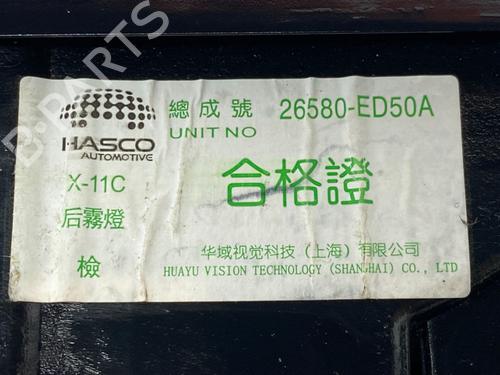 B-PARTS
HASCO
AUTOMOTIVE
總成號
UNIT NO
26580-ED50A
X-11C
后霧燈
檢
合格證
华域视觉科技（上海）有限公司
HUAYU VISION TECHNOLOGY (SHANGHAI) CO., LTD